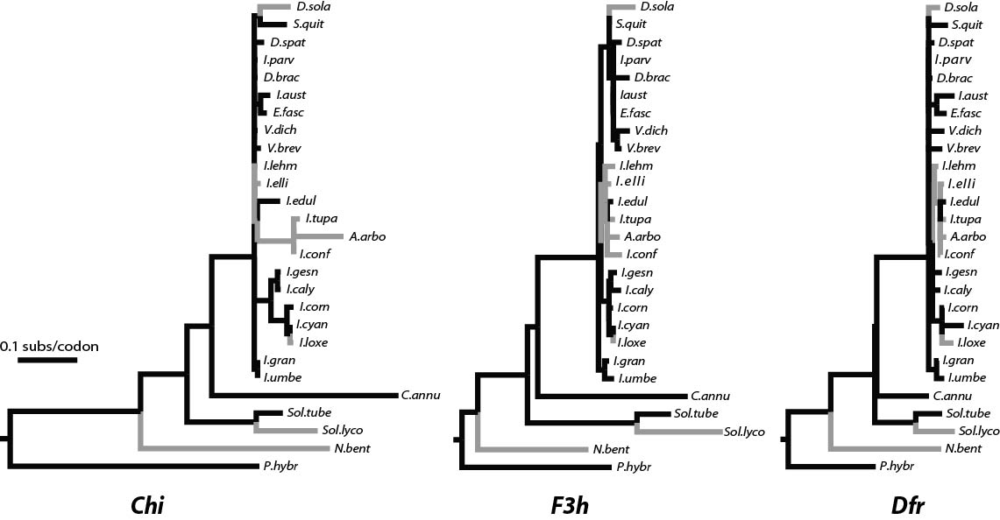 D.sola
S.quit
D.spat
I.parv
D.brac
I.aust
E.fasc
V.dich
V.brev
I.lehm
I.elli
I.edul
I.tupa
A.arbo
I.conf
I.gesn
I.caly
I.corn
I.cyan
I.loxe
I.gran
I.umbe
C.annu
Sol.tube
Sol.lyco
N.bent
P.hybr
0.1 subs/codon
Chi
D.sola
S.quit
D.spat
I.parv
D.brac
Iaust
E.fasc
V.dich
V.brev
I.lehm
I.elli
I.edul
I.tupa
A.arbo
I.conf
I.gesn
I.caly
I.corn
I.cyan
I.loxe
I.gran
I.umbe
C.annu
Sol.tube
Sol.lyco
N.bent
P.hybr
F3h
D.sola
S.quit
D.spat
I.parv
D.brac
I.aust
E.fasc
V.dich
V.brev
I.lehm
I.elli
I.edul
I.tupa
A.arbo
I.conf
I.gesn
I.caly
I.corn
I.cyan
I.loxe
I.gran
I.umbe
C.annu
Sol.tube
Sol.lyco
N.bent
P.hybr
Dfr